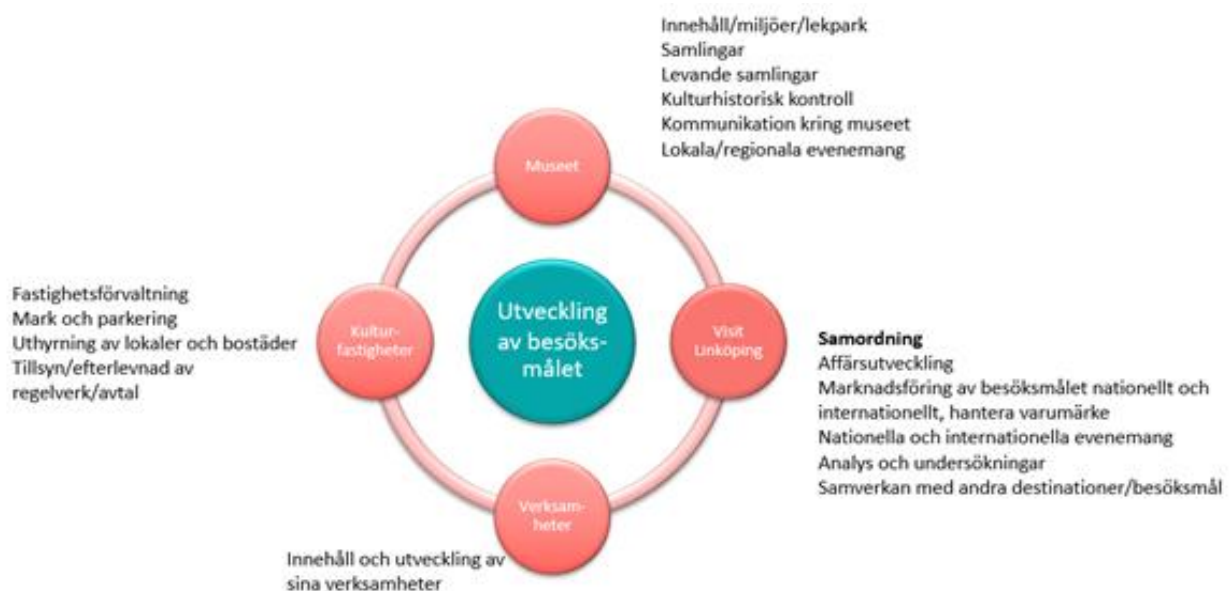 Innehåll/miljöer/lekpark
Samlingar
Levande samlingar
Kulturhistorisk kontroll
Kommunikation kring museet
Lokala/regionala evenemang
Museet
Fastighetsförvaltning
Mark och parkering
Uthyrning av lokaler och bostäder
Tillsyn/efterlevnad av
regelverk/avtal
Kultur-
fastigheter
Utveckling
av besöks-
målet
Visit
Linköping
Samordning
Affärsutveckling
Marknadsföring av besöksmålet nationellt och
internationellt, hantera varumärke
Nationella och internationella evenemang
Analys och undersökningar
Samverkan med andra destinationer/besöksmål
Verksam-
heter
Innehåll och utveckling av
sina verksamheter